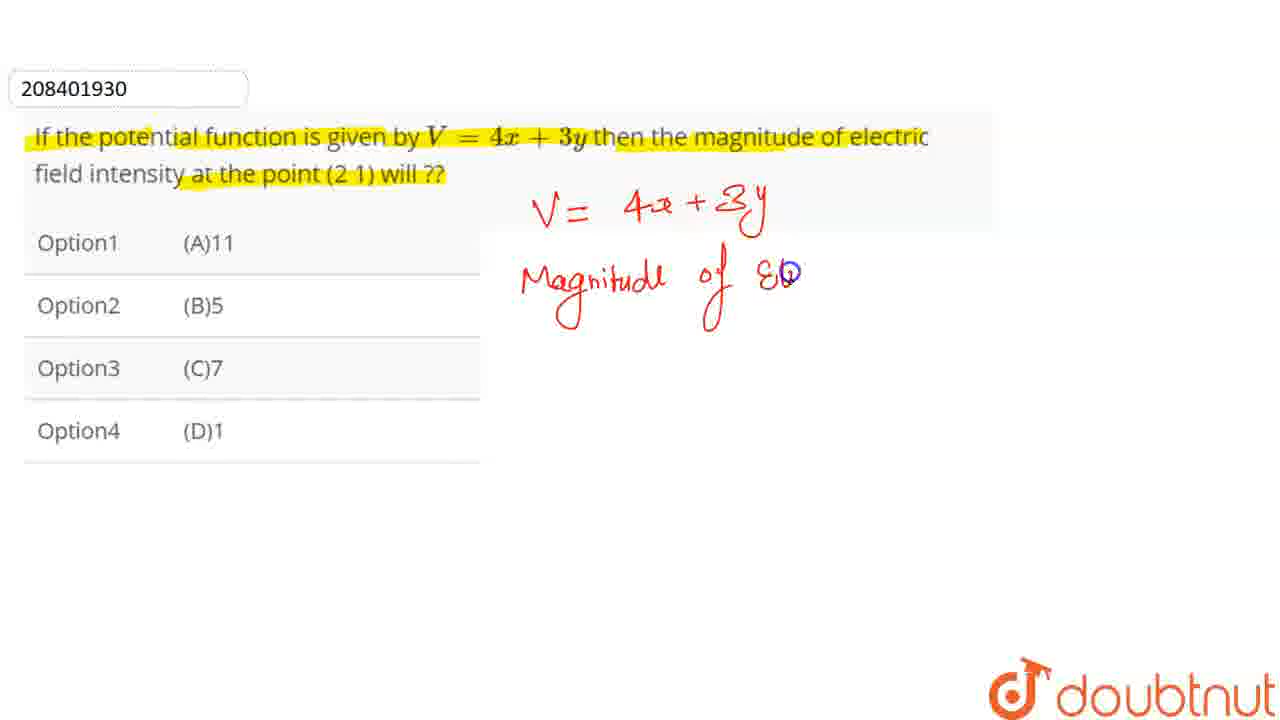 208401930
If the potential function is given by V = 4x + 3y then the magnitude of electric
field intensity at the point (2 1) will ??
V = 4x + 3y
Option1 (A)11
Magnitude of
Option2 (B)5
Option3 (C)7
Option4 (D)1
doubtnut